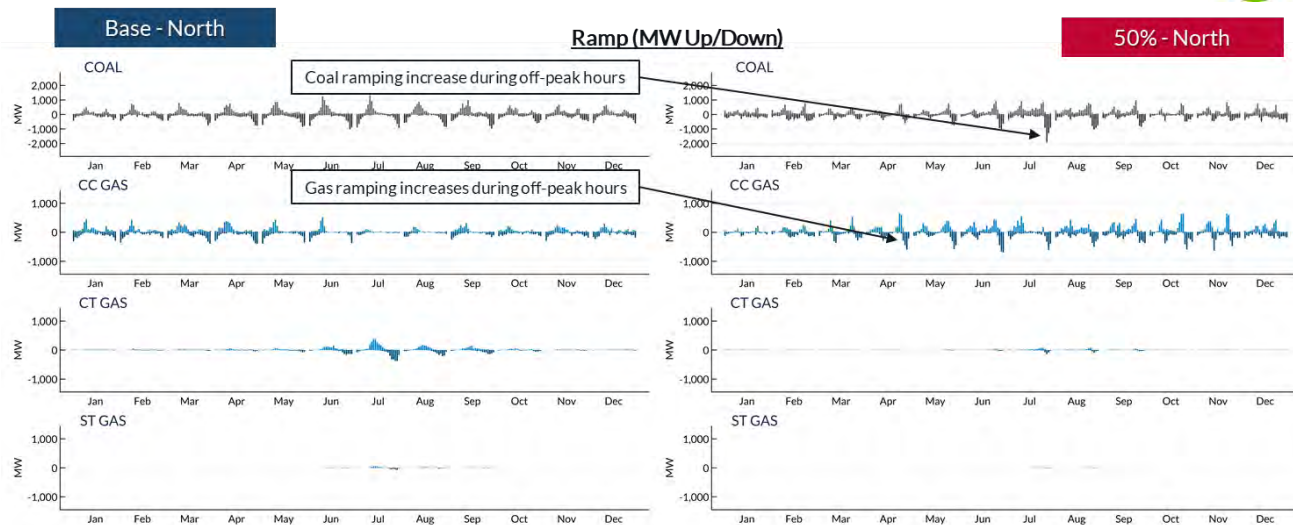 Base - North
Ramp (MW Up/Down)
50% - North
COAL
Coal ramping increase during off-peak hours
COAL
MW
2,000
1,000
0
-1,000
-2,000
Jan Feb Mar Apr May Jun Jul Aug Sep Oct Nov Dec
MW
2,000
1,000
0
-1,000
-2,000
Jan Feb Mar Apr May Jun Jul Aug Sep Oct Nov Dec
CC GAS
Gas ramping increases during off-peak hours
CC GAS
MW
1,000
0
-1,000
Jan Feb Mar Apr May Jun Jul Aug Sep Oct Nov Dec
MW
1,000
0
-1,000
Jan Feb Mar Apr May Jun Jul Aug Sep Oct Nov Dec
CT GAS
CT GAS
MW
1,000
0
-1,000
Jan Feb Mar Apr May Jun Jul Aug Sep Oct Nov Dec
MW
1,000
0
-1,000
Jan Feb Mar Apr May Jun Jul Aug Sep Oct Nov Dec
ST GAS
ST GAS
MW
1,000
0
-1,000
Jan Feb Mar Apr May Jun Jul Aug Sep Oct Nov Dec
MW
1,000
0
-1,000
Jan Feb Mar Apr May Jun Jul Aug Sep Oct Nov Dec